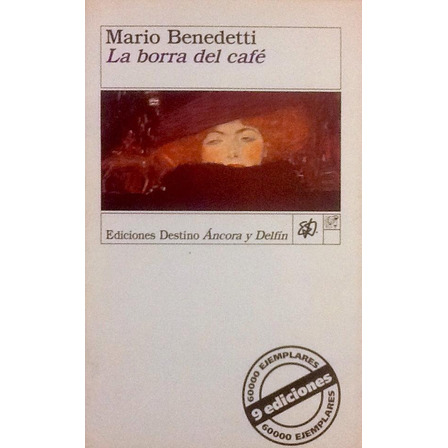 Mario Benedetti
La borra del café
Ediciones Destino Áncora y Delfín
60000 EJEMPLARES
9 ediciones
60000 EJEMPLARES